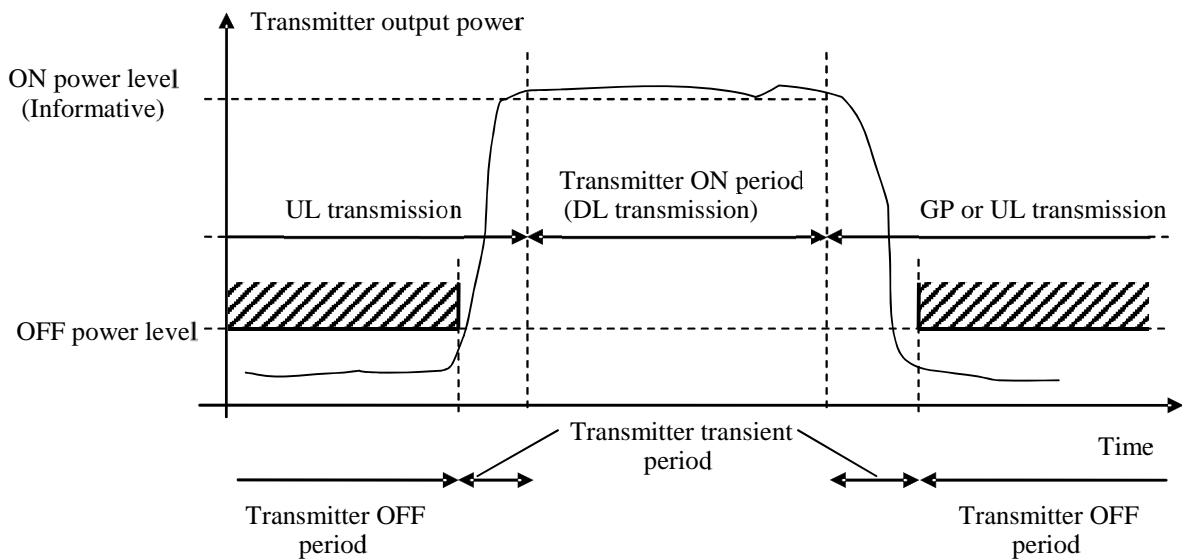 Transmitter output power
ON power level
(Informative)
Transmitter ON period
(DL transmission)
UL transmission
GP or UL transmission
OFF power level
Transmitter transient
period
Time
Transmitter OFF
period
Transmitter OFF
period